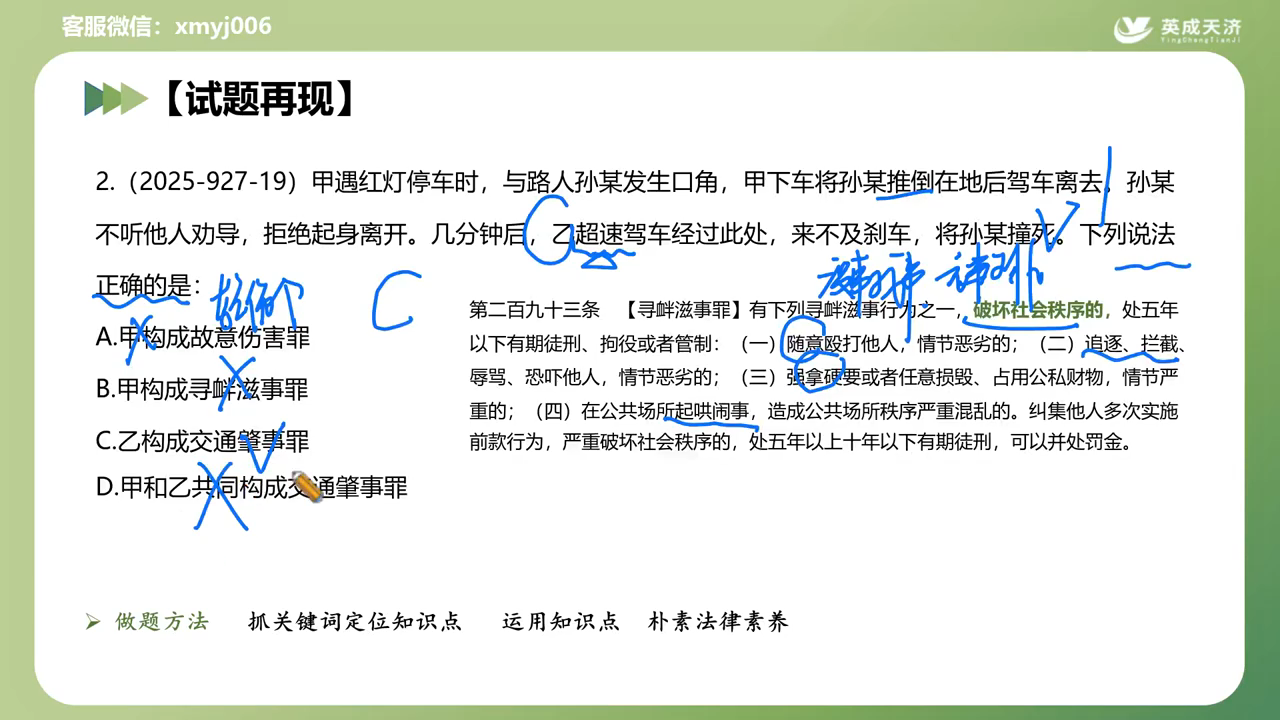 客服微信：xmyj006
英成天济
YingChengTianJi
【试题再现】
2.（2025-927-19）甲遇红灯停车时，与路人孙某发生口角，甲下车将孙某推倒在地后驾车离去。孙某
不听他人劝导，拒绝起身离开。几分钟后，乙超速驾车经过此处，来不及刹车，将孙某撞死。下列说法
正确的是：
A.甲构成故意伤害罪
B.甲构成寻衅滋事罪
C.乙构成交通肇事罪
D.甲和乙共同构成交通肇事罪
C
第二百九十三条 【寻衅滋事罪】有下列寻衅滋事行为之一，破坏社会秩序的，处五年
以下有期徒刑、拘役或者管制：（一）随意殴打他人，情节恶劣的；（二）追逐、拦截、
辱骂、恐吓他人，情节恶劣的；（三）强拿硬要或者任意损毁、占用公私财物，情节严
重的；（四）在公共场所起哄闹事，造成公共场所秩序严重混乱的。纠集他人多次实施
前款行为，严重破坏社会秩序的，处五年以上十年以下有期徒刑，可以并处罚金。
做题方法 抓关键词定位知识点 运用知识点 朴素法律素养